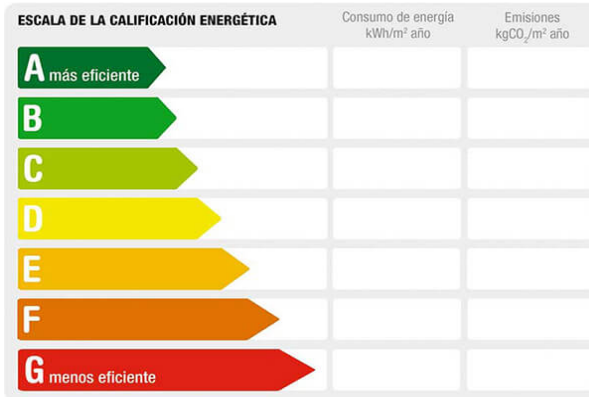 ESCALA DE LA CALIFICACIÓN ENERGÉTICA
Consumo de energía
kWh/m² año
Emisiones
kgCO₂/m² año
A más eficiente
B
C
D
E
F
G menos eficiente